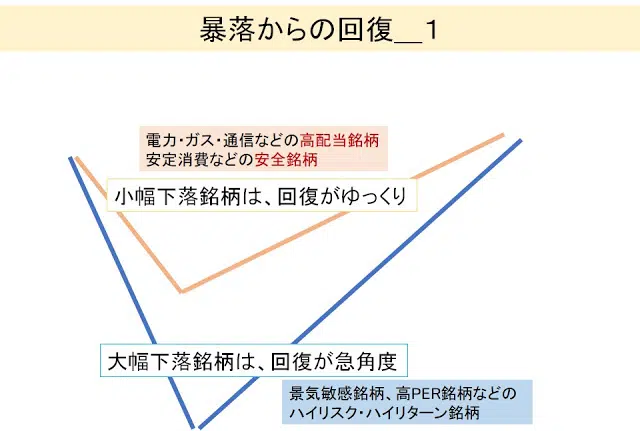 暴落からの回復__1
電力・ガス・通信などの高配当銘柄
安定消費などの安全銘柄
小幅下落銘柄は、回復がゆっくり
大幅下落銘柄は、回復が急角度
景気敏感銘柄、高PER銘柄などの
ハイリスク・ハイリターン銘柄